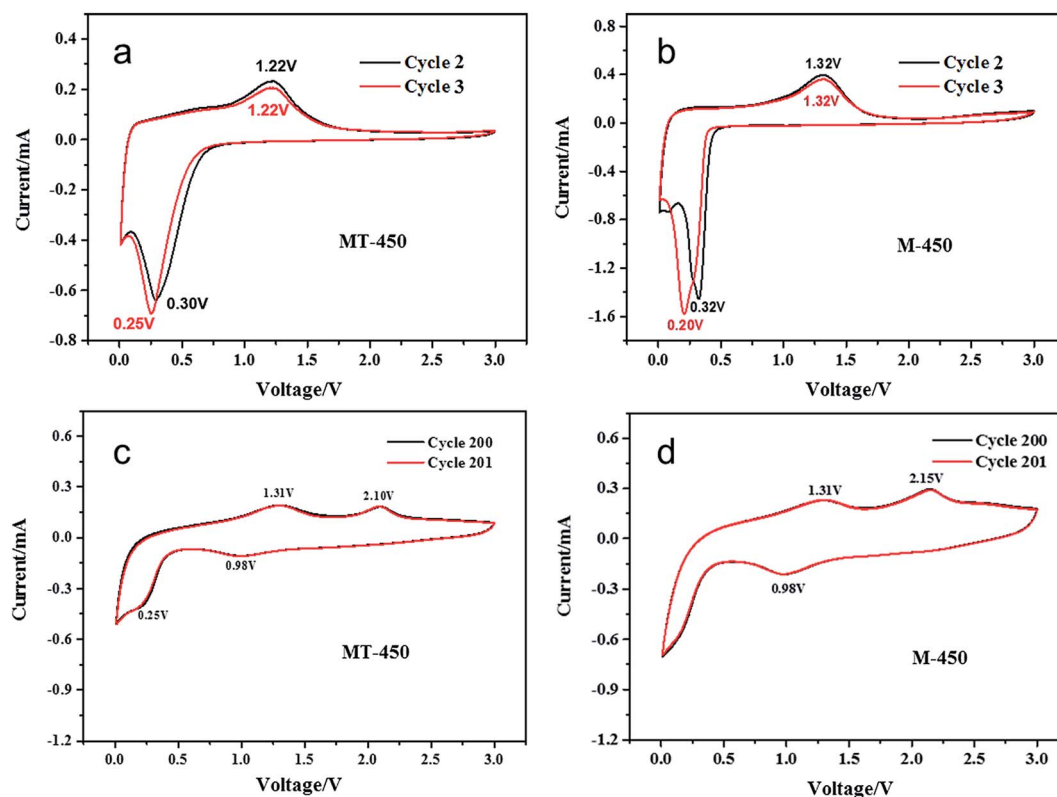 a
Cycle 2
Cycle 3
1.22V
1.22V
0.30V
0.25V
MT-450
0.4
0.2
0.0
-0.2
-0.4
-0.6
-0.8
Current/mA
0.0 0.5 1.0 1.5 2.0 2.5 3.0
Voltage/V
b
Cycle 2
Cycle 3
1.32V
1.32V
0.32V
0.20V
M-450
0.8
0.4
0.0
-0.4
-0.8
-1.2
-1.6
Current/mA
0.0 0.5 1.0 1.5 2.0 2.5 3.0
Voltage/V
c
Cycle 200
Cycle 201
1.31V
2.10V
0.98V
0.25V
MT-450
0.6
0.3
0.0
-0.3
-0.6
-0.9
-1.2
Current/mA
0.0 0.5 1.0 1.5 2.0 2.5 3.0
Voltage/V
d
Cycle 200
Cycle 201
1.31V
2.15V
0.98V
M-450
0.6
0.3
0.0
-0.3
-0.6
-0.9
-1.2
Current/mA
0.0 0.5 1.0 1.5 2.0 2.5 3.0
Voltage/V